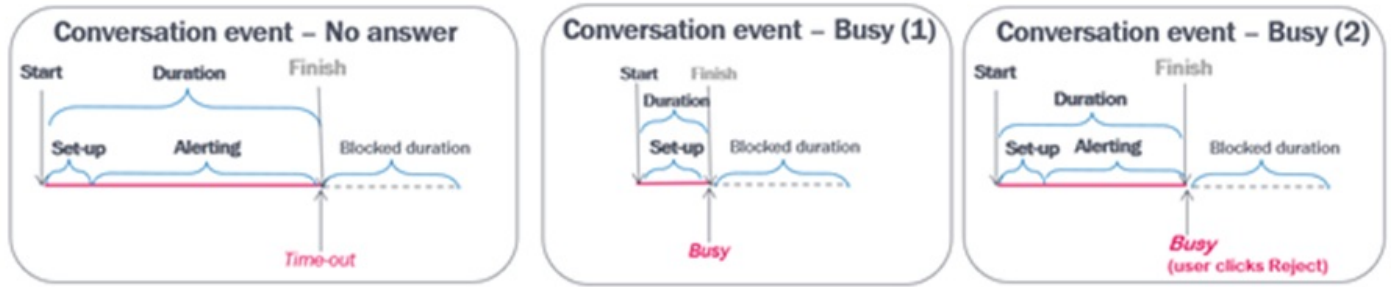 Conversation event – No answer
Start
Duration
Finish
Set-up
Alerting
Blocked duration
Time-out
Conversation event – Busy (1)
Start
Finish
Duration
Set-up
Blocked duration
Busy
Conversation event – Busy (2)
Start
Finish
Duration
Set-up
Alerting
Blocked duration
Busy
(user clicks Reject)